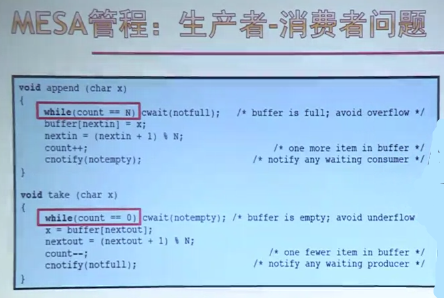 MESA管程：生产者-消费者问题
void append (char x)
{
while(count == N) cwait(notfull); /* buffer is full; avoid overflow */
buffer[nextin] = x;
nextin = (nextin + 1) % N;
count++; /* one more item in buffer */
cnotify(notempty); /* notify any waiting consumer */
}
void take (char x)
{
while(count == 0) cwait(notempty); /* buffer is empty; avoid underflow
x = buffer[nextout];
nextout = (nextout + 1) % N;
count--; /* one fewer item in buffer */
cnotify(notfull); /* notify any waiting producer */
}